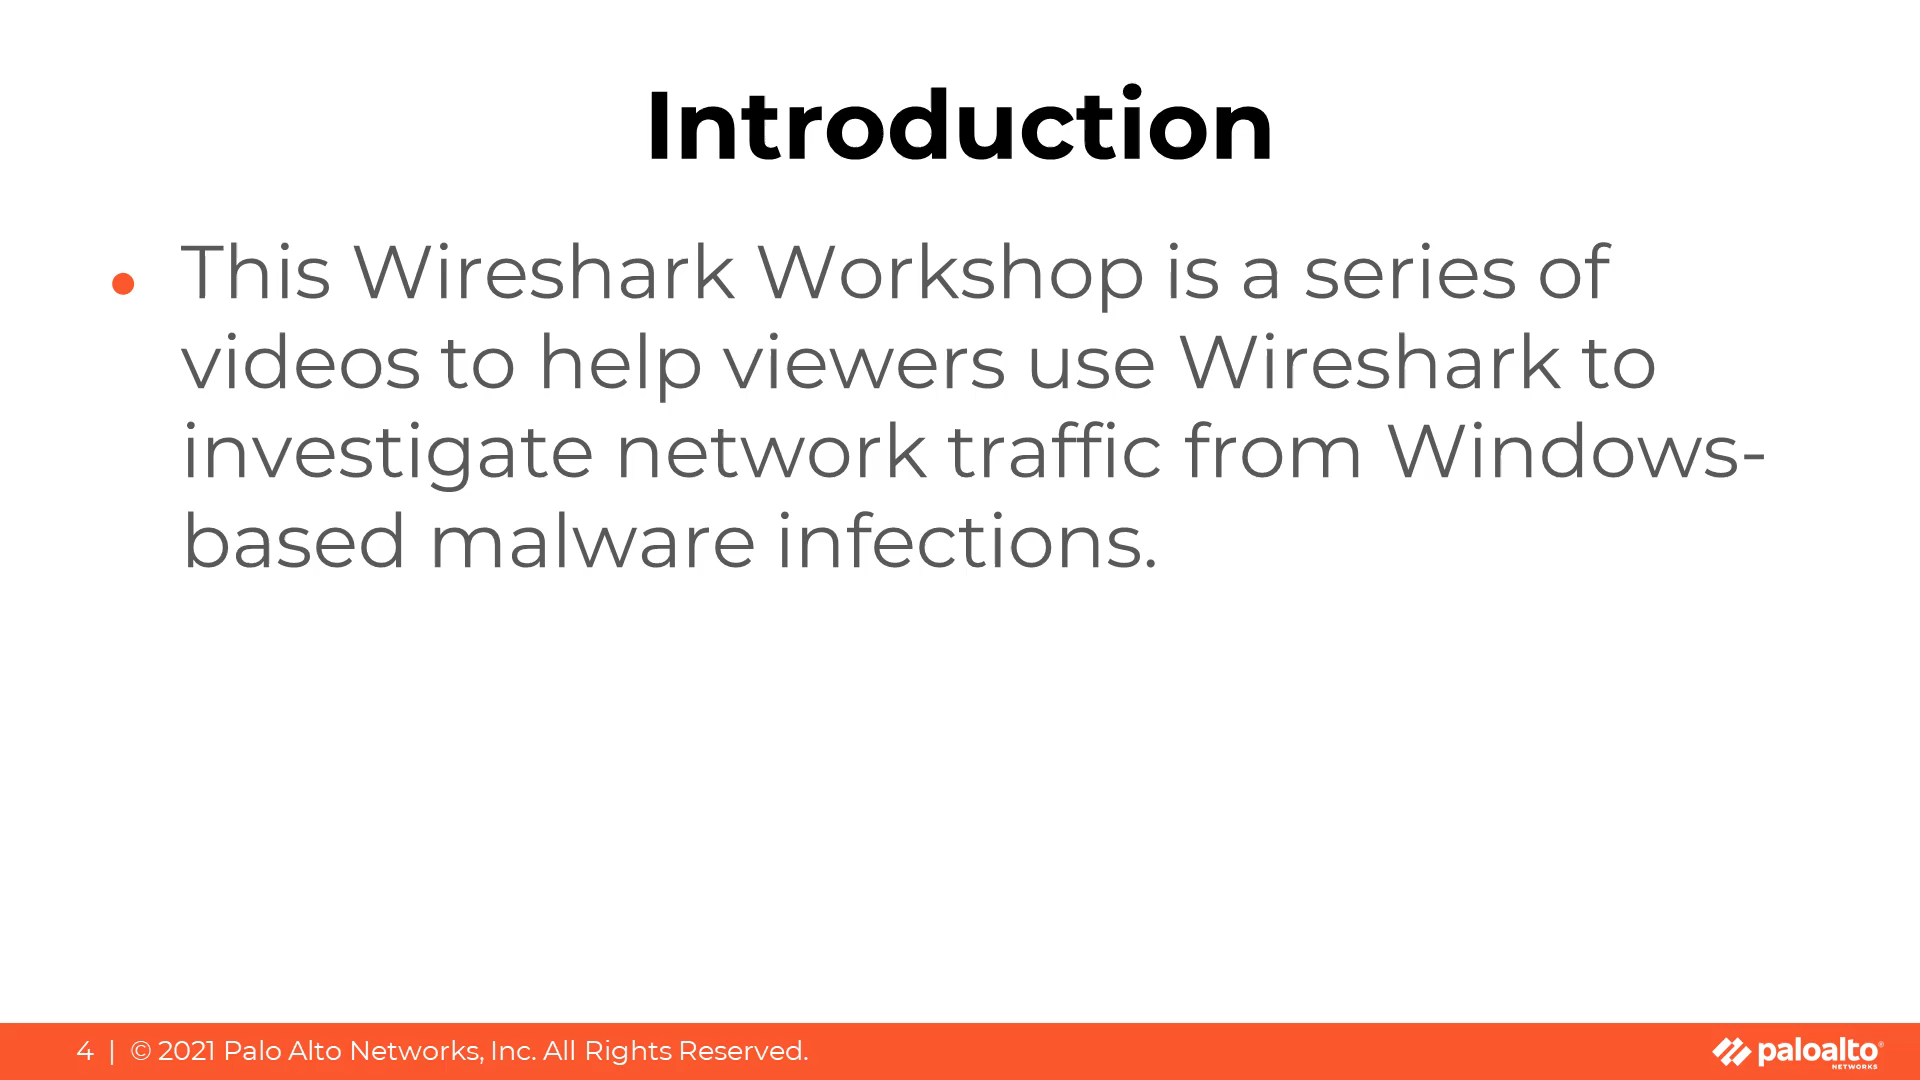 Introduction
• This Wireshark Workshop is a series of
videos to help viewers use Wireshark to
investigate network traffic from Windows-
based malware infections.
4 | © 2021 Palo Alto Networks, Inc. All Rights Reserved.
paloalto®
NETWORKS